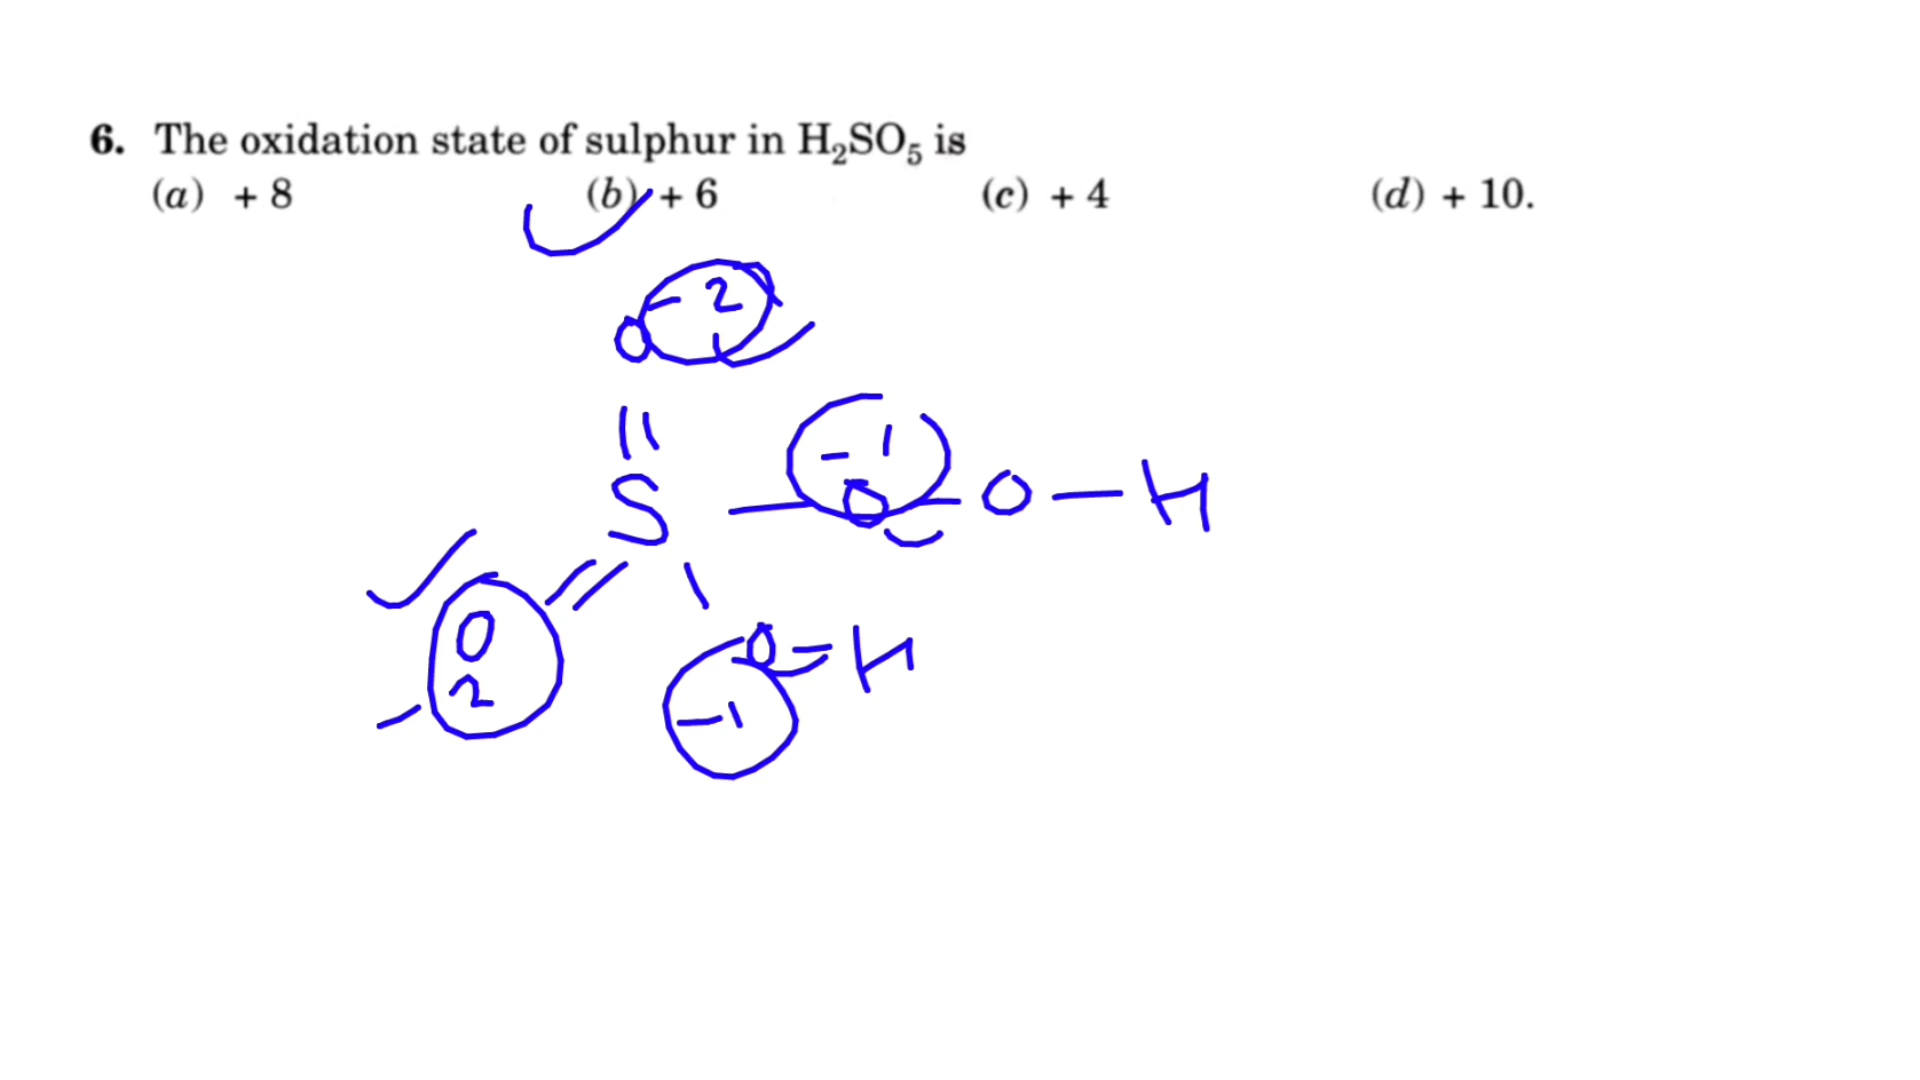 6. The oxidation state of sulphur in H₂SO₅ is
(a) + 8 (b) + 6 (c) + 4 (d) + 10.
O - 2
||
S — O — O — H
- 1
O
- 2
O — H
- 1